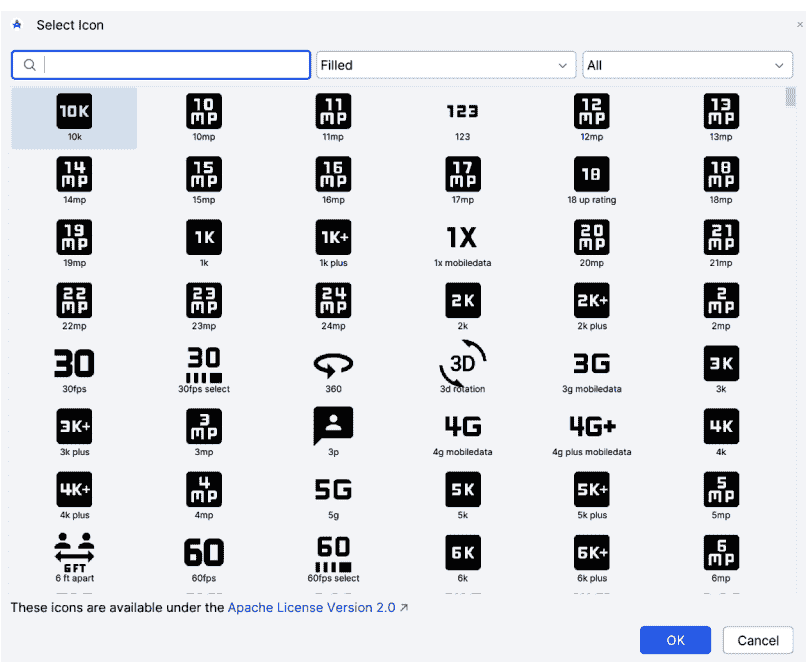 Select Icon
Filled
All
10K 10 MP 11 MP 123 12 MP 13 MP
10k 10mp 11mp 123 12mp 13mp
14 MP 15 MP 16 MP 17 MP 18 18 MP
14mp 15mp 16mp 17mp 18 up rating 18mp
19 MP 1K 1K+ 1X 20 MP 21 MP
19mp 1k 1k plus 1x mobiledata 20mp 21mp
22 MP 23 MP 24 MP 2K 2K+ 2 MP
22mp 23mp 24mp 2k 2k plus 2mp
30 30 3D 3G 3K
30fps 30fps select 360 3d rotation 3g mobiledata 3k
3K+ 3 MP 4G 4G+ 4K
3k plus 3mp 3p 4g mobiledata 4g plus mobiledata 4k
4K+ 4 MP 5G 5K 5K+ 5 MP
4k plus 4mp 5g 5k 5k plus 5mp
6FT 60 60 6K 6K+ 6 MP
6 ft apart 60fps 60fps select 6k 6k plus 6mp
These icons are available under the Apache License Version 2.0 ↗
OK Cancel